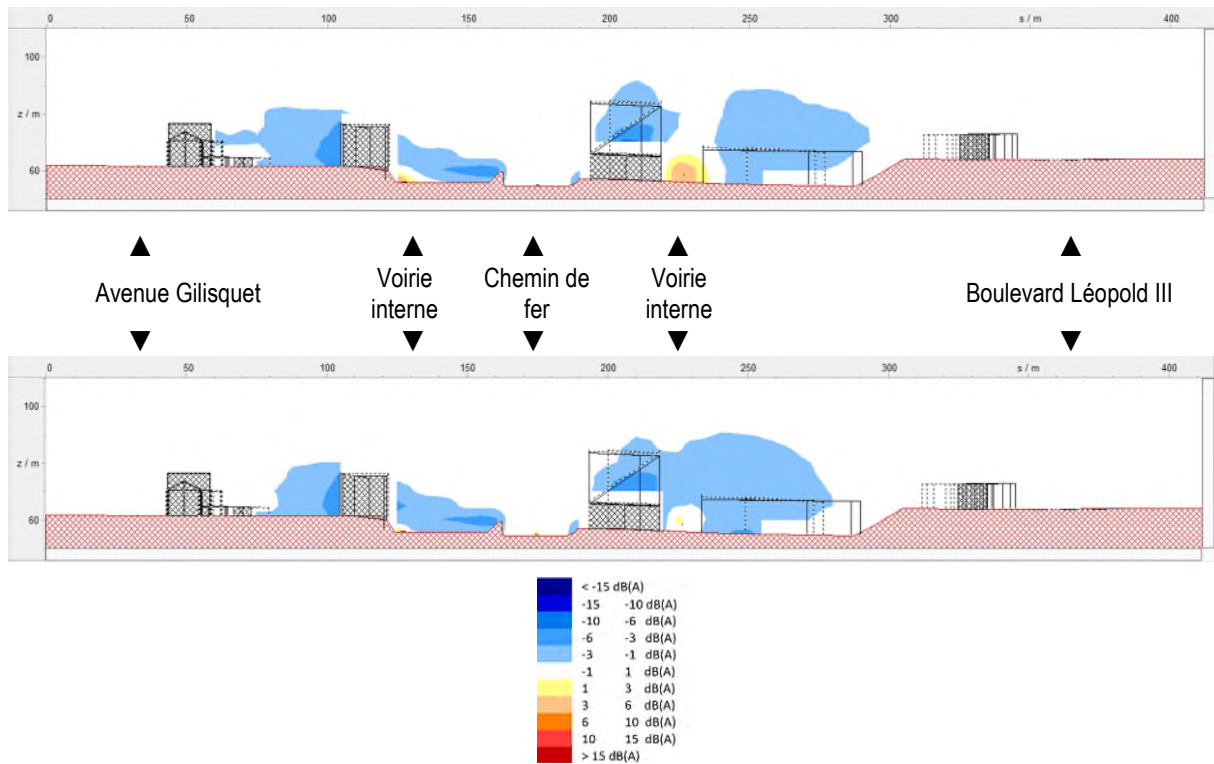 0 50 100 150 200 250 300 s / m 400
100
z / m
60
Avenue Gilisquet
Voirie interne
Chemin de fer
Voirie interne
Boulevard Léopold III
0 50 100 150 200 250 300 s / m 400
100
z / m
60
< -15 dB(A)
-15 -10 dB(A)
-10 -6 dB(A)
-6 -3 dB(A)
-3 -1 dB(A)
-1 1 dB(A)
1 3 dB(A)
3 6 dB(A)
6 10 dB(A)
10 15 dB(A)
> 15 dB(A)